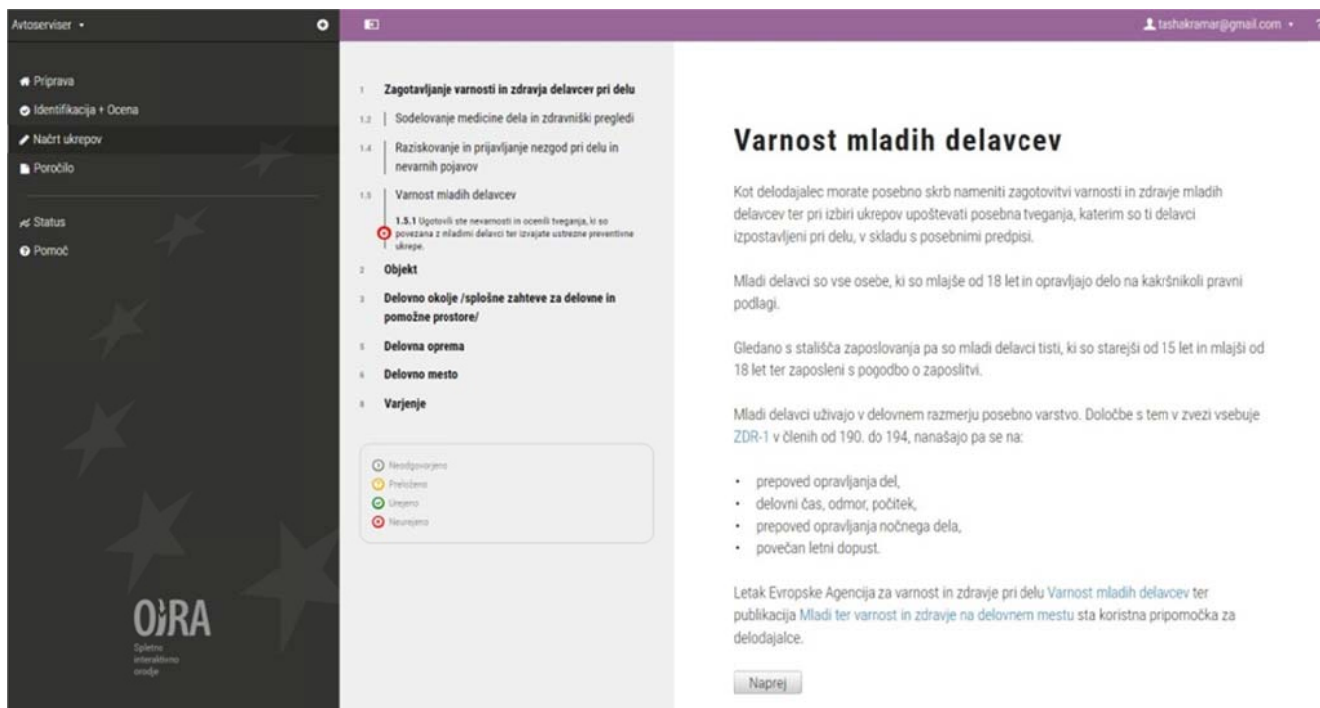 Avtoserviser
tashakramar@gmail.com
?
Priprava
Identifikacija + Ocena
Načrt ukrepov
Poročilo
Status
Pomoč
OiRA
Spletno
interaktivno
orodje
1 Zagotavljanje varnosti in zdravja delavcev pri delu
1.2 Sodelovanje medicine dela in zdravniški pregledi
1.4 Raziskovanje in prijavljanje nezgod pri delu in
nevarnih pojavov
1.5 Varnost mladih delavcev
1.5.1 Ugotovili ste nevarnosti in ocenili tveganja, ki so
povezana z mladimi delavci ter izvajate ustrezne preventivne
ukrepe.
2 Objekt
3 Delovno okolje /splošne zahteve za delovne in
pomožne prostore/
5 Delovna oprema
6 Delovno mesto
8 Varjenje
Neodgovorjeno
Preloženo
Urejeno
Neurejeno
Varnost mladih delavcev
Kot delodajalec morate posebno skrb nameniti zagotovitvi varnosti in zdravje mladih
delavcev ter pri izbiri ukrepov upoštevati posebna tveganja, katerim so ti delavci
izpostavljeni pri delu, v skladu s posebnimi predpisi.
Mladi delavci so vse osebe, ki so mlajše od 18 let in opravljajo delo na kakršnikoli pravni
podlagi.
Gledano s stališča zaposlovanja pa so mladi delavci tisti, ki so starejši od 15 let in mlajši od
18 let ter zaposleni s pogodbo o zaposlitvi.
Mladi delavci uživajo v delovnem razmerju posebno varstvo. Določbe s tem v zvezi vsebuje
ZDR-1 v členih od 190. do 194, nanašajo pa se na:
• prepoved opravljanja del,
• delovni čas, odmor, počitek,
• prepoved opravljanja nočnega dela,
• povečan letni dopust.
Letak Evropske Agencija za varnost in zdravje pri delu Varnost mladih delavcev ter
publikacija Mladi ter varnost in zdravje na delovnem mestu sta koristna pripomočka za
delodajalce.
Naprej